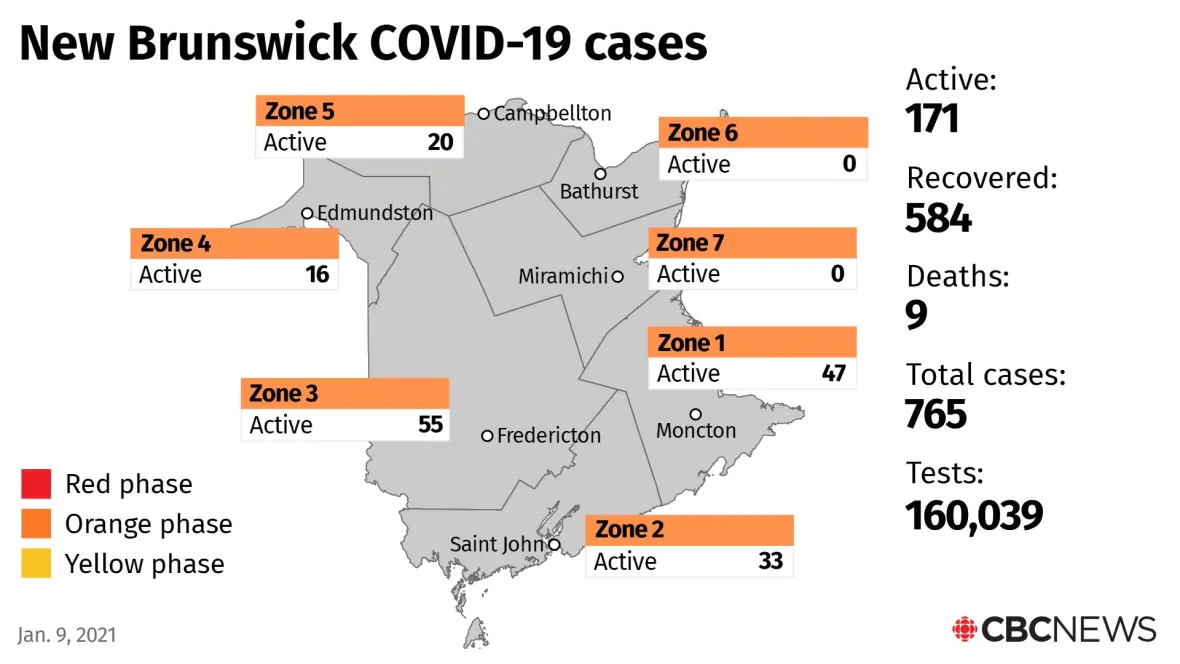 New Brunswick COVID-19 cases
Zone 5
Active 20
Campbellton
Zone 6
Active 0
Bathurst
Edmundston
Zone 4
Active 16
Zone 7
Active 0
Miramichi
Zone 1
Active 47
Zone 3
Active 55
Fredericton
Moncton
Zone 2
Active 33
Saint John
Red phase
Orange phase
Yellow phase
Active:
171
Recovered:
584
Deaths:
9
Total cases:
765
Tests:
160,039
Jan. 9, 2021
CBCNEWS